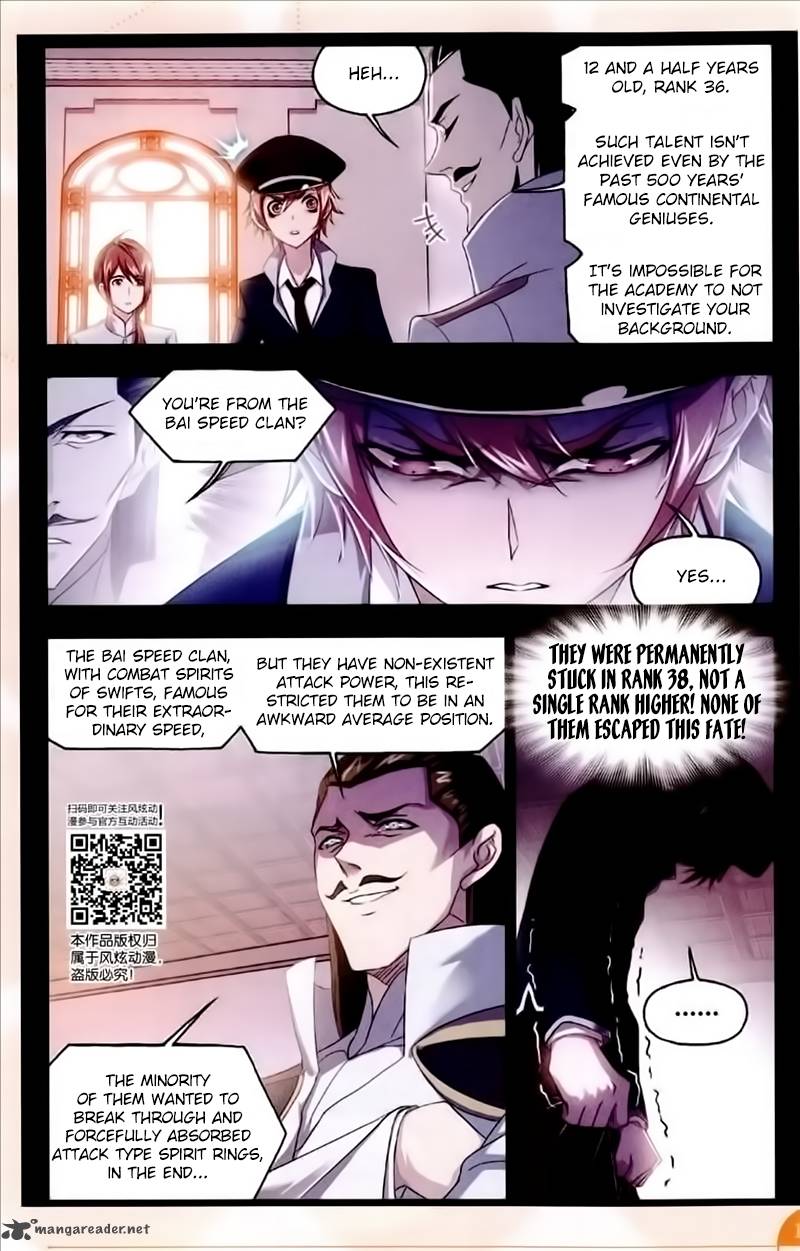 HEH...
12 AND A HALF YEARS
OLD, RANK 36.
SUCH TALENT ISN'T
ACHIEVED EVEN BY THE
PAST 500 YEARS'
FAMOUS CONTINENTAL
GENIUSES.
IT'S IMPOSSIBLE FOR
THE ACADEMY TO NOT
INVESTIGATE YOUR
BACKGROUND.
YOU'RE FROM THE
BAI SPEED CLAN?
YES...
THE BAI SPEED CLAN,
WITH COMBAT SPIRITS
OF SWIFTS, FAMOUS
FOR THEIR EXTRAOR-
DINARY SPEED,
BUT THEY HAVE NON-EXISTENT
ATTACK POWER, THIS RE-
STRICTED THEM TO BE IN AN
AWKWARD AVERAGE POSITION.
扫码即可关注风炫动
漫参与官方互动活动!
本作品版权归
属于风炫动漫,
盗版必究!
THE MINORITY
OF THEM WANTED TO
BREAK THROUGH AND
FORCEFULLY ABSORBED
ATTACK TYPE SPIRIT RINGS,
IN THE END...
THEY WERE PERMANENTLY
STUCK IN RANK 38, NOT A
SINGLE RANK HIGHER! NONE OF
THEM ESCAPED THIS FATE!
......
mangareader.net